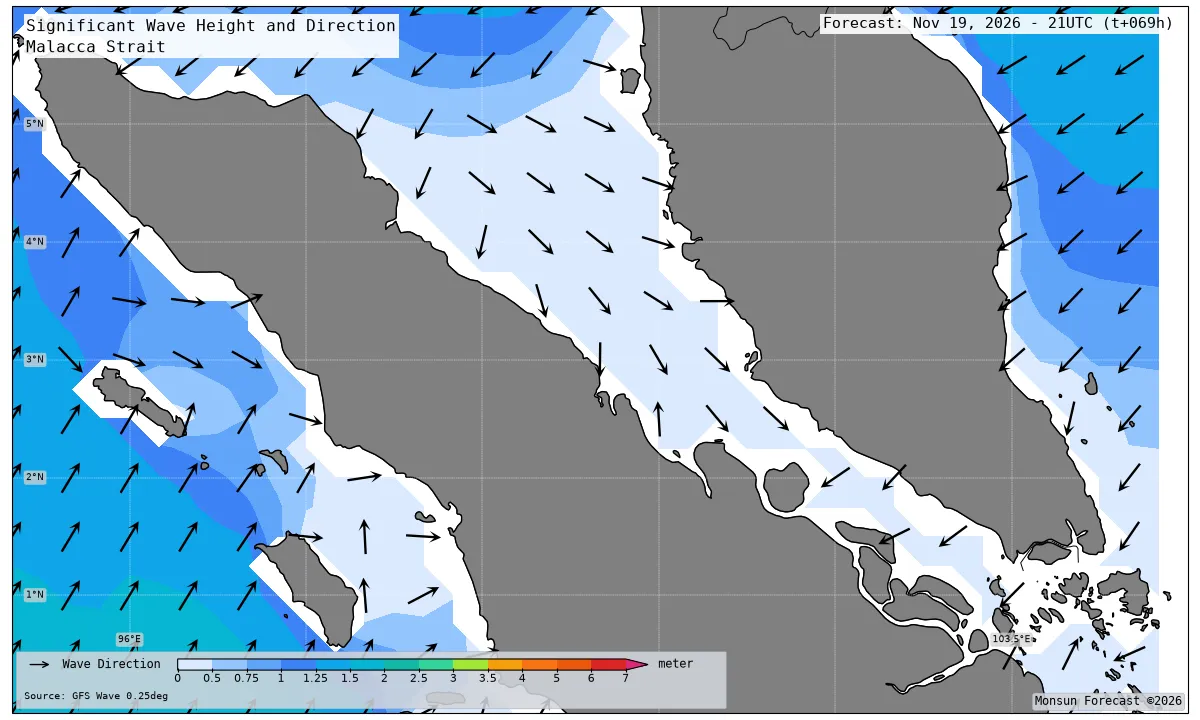 Significant Wave Height and Direction
Malacca Strait
Forecast: Nov 19, 2026 - 21UTC (t+069h)
5°N
4°N
3°N
2°N
1°N
96°E
103.5°E
Wave Direction
0 0.5 0.75 1 1.25 1.5 2 2.5 3 3.5 4 5 6 7
meter
Source: GFS Wave 0.25deg
Monsun Forecast ©2026